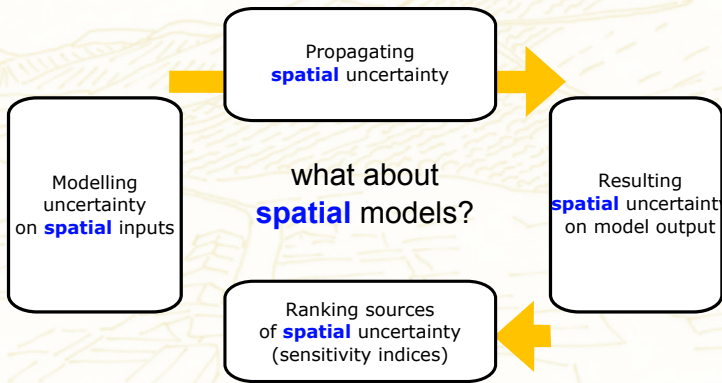 Propagating
spatial uncertainty
Modelling
uncertainty
on spatial inputs
what about
spatial models?
Resulting
spatial uncertainty
on model output
Ranking sources
of spatial uncertainty
(sensitivity indices)